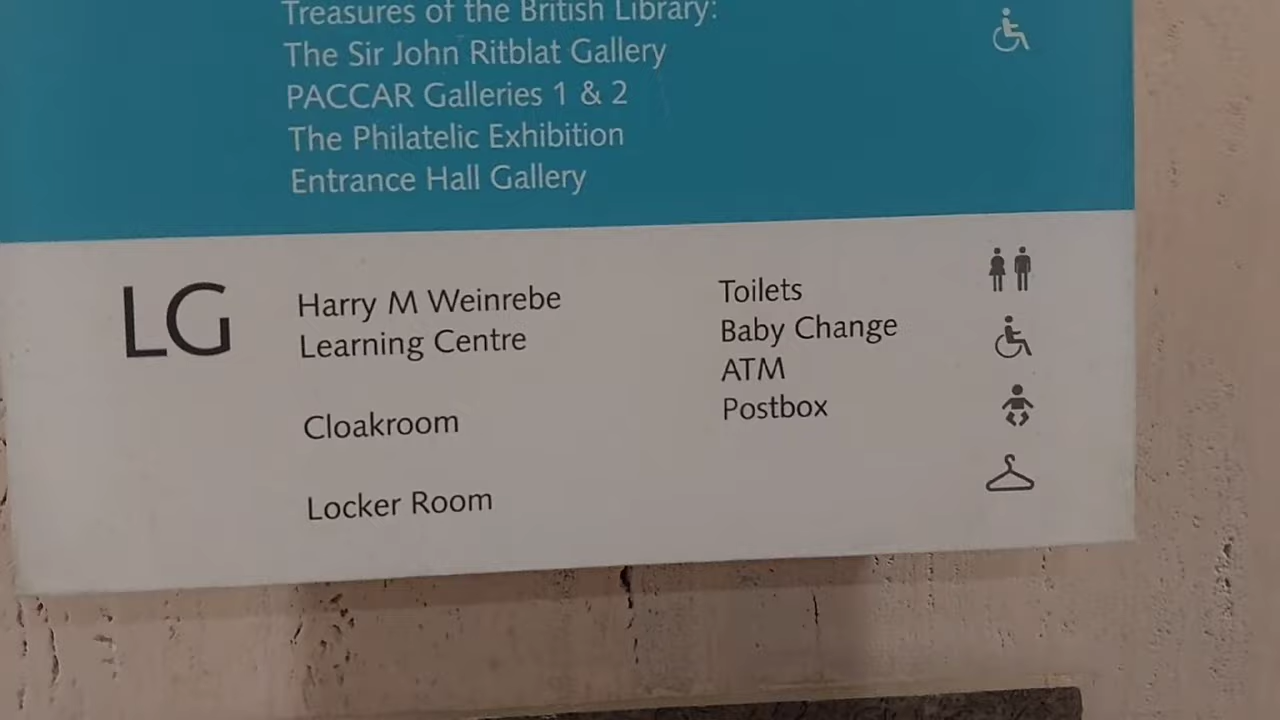 Treasures of the British Library:
The Sir John Ritblat Gallery
PACCAR Galleries 1 & 2
The Philatelic Exhibition
Entrance Hall Gallery
LG
Harry M Weinrebe
Learning Centre
Cloakroom
Locker Room
Toilets
Baby Change
ATM
Postbox